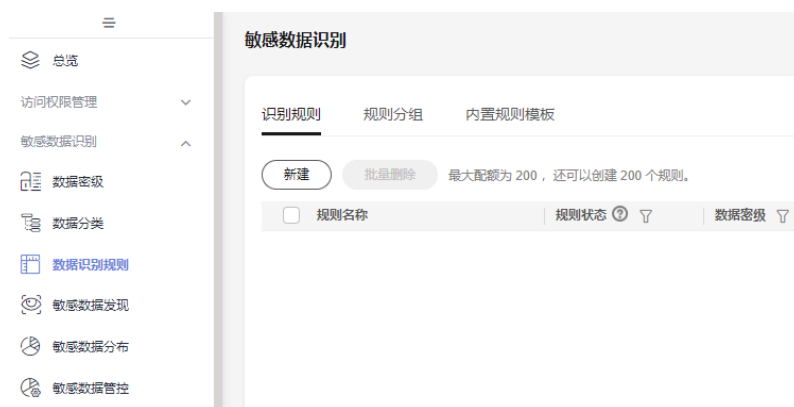 总览
访问权限管理
敏感数据识别
数据密级
数据分类
数据识别规则
敏感数据发现
敏感数据分布
敏感数据管控
敏感数据识别
识别规则 规则分组 内置规则模板
新建 批量删除 最大配额为 200 ，还可以创建 200 个规则。
规则名称 规则状态 数据密级